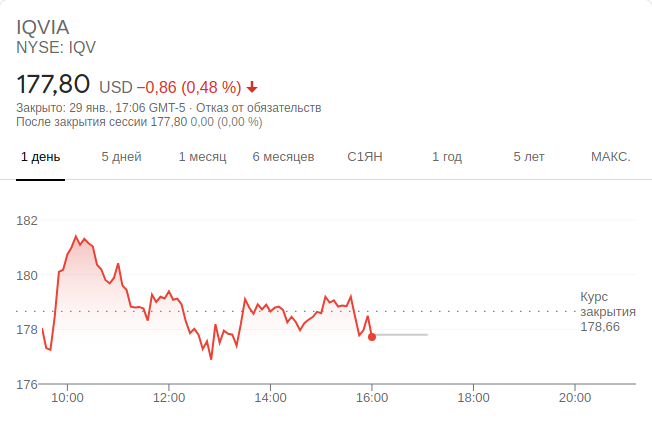 IQVIA
NYSE: IQV
177,80 USD −0,86 (0,48 %)
Закрыто: 29 янв., 17:06 GMT-5 · Отказ от обязательств
После закрытия сессии 177,80 0,00 (0,00 %)
1 день 5 дней 1 месяц 6 месяцев С1ЯН 1 год 5 лет МАКС.
182
180
Курс
закрытия
178,66
178
176
10:00 12:00 14:00 16:00 18:00 20:00